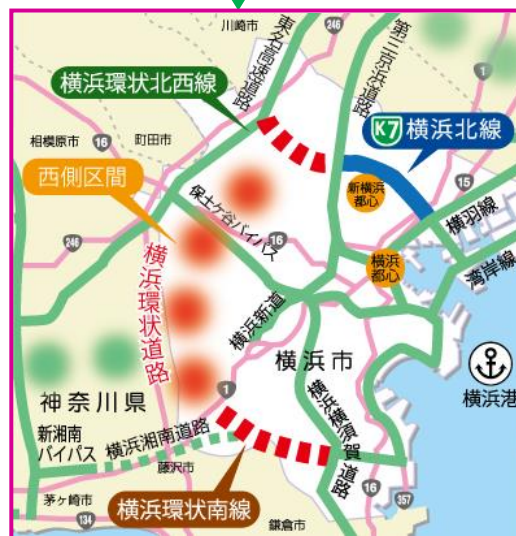 川崎市
東名高速道路
第三京浜道路
1
横浜環状北西線
246
K7 横浜北線
相模原市
16
町田市
15
西側区間
新横浜
都心
保土ケ谷バイパス
16
横羽線
246
横浜
都心
湾岸線
横浜環状道路
横浜新道
横浜市
横浜港
1
神奈川県
横浜横須賀道路
新湘南
バイパス
横浜湘南道路
藤沢市
茅ヶ崎市
横浜環状南線
16
357
134
鎌倉市